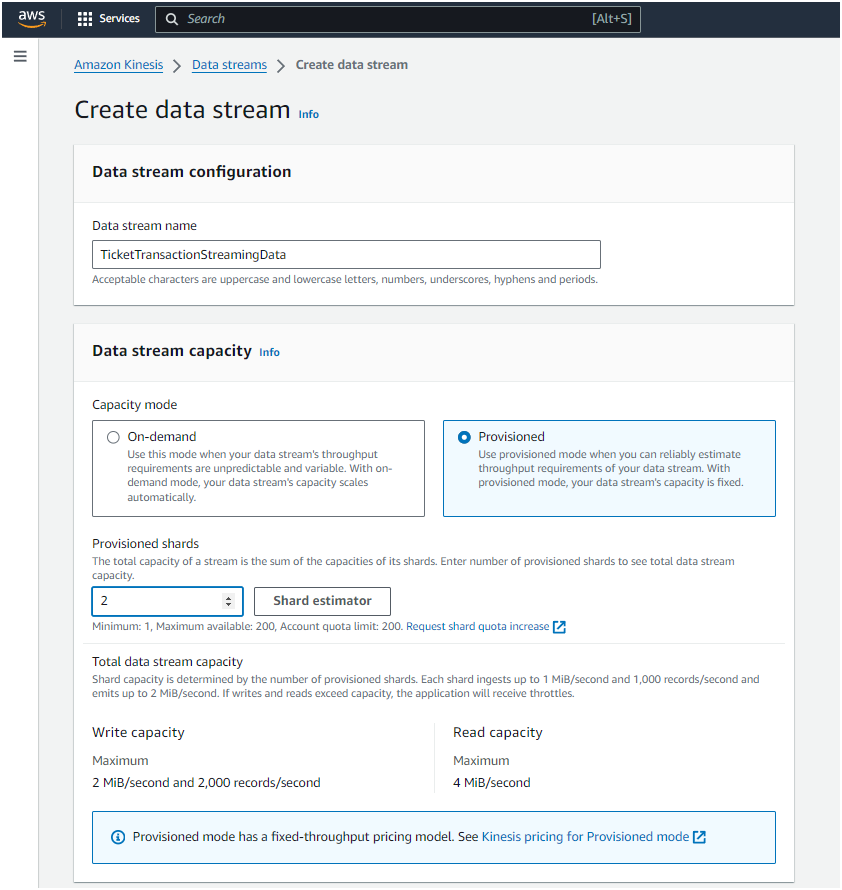 aws
Services
Search
[Alt+S]
Amazon Kinesis
Data streams
Create data stream
Create data stream Info
Data stream configuration
Data stream name
TicketTransactionStreamingData
Acceptable characters are uppercase and lowercase letters, numbers, underscores, hyphens and periods.
Data stream capacity Info
Capacity mode
On-demand
Use this mode when your data stream's throughput
requirements are unpredictable and variable. With on-
demand mode, your data stream's capacity scales
automatically.
Provisioned
Use provisioned mode when you can reliably estimate
throughput requirements of your data stream. With
provisioned mode, your data stream's capacity is fixed.
Provisioned shards
The total capacity of a stream is the sum of the capacities of its shards. Enter number of provisioned shards to see total data stream
capacity.
2
Shard estimator
Minimum: 1, Maximum available: 200, Account quota limit: 200. Request shard quota increase
Total data stream capacity
Shard capacity is determined by the number of provisioned shards. Each shard ingests up to 1 MiB/second and 1,000 records/second and
emits up to 2 MiB/second. If writes and reads exceed capacity, the application will receive throttles.
Write capacity
Maximum
2 MiB/second and 2,000 records/second
Read capacity
Maximum
4 MiB/second
Provisioned mode has a fixed-throughput pricing model. See Kinesis pricing for Provisioned mode